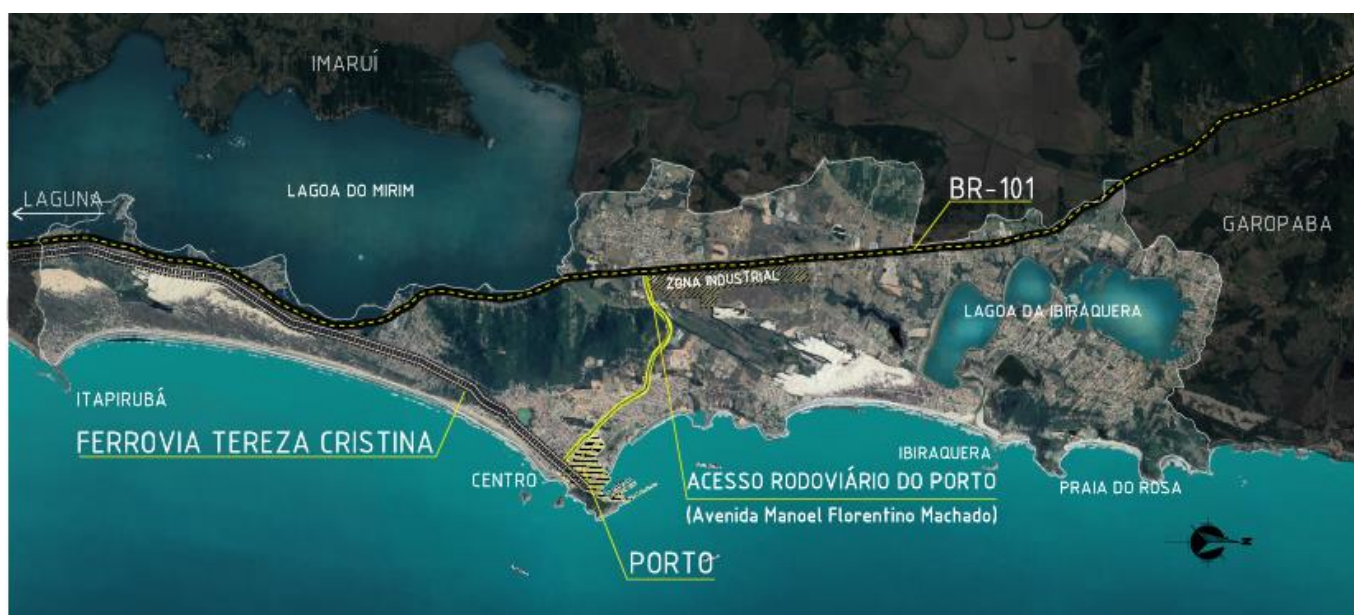 IMARUÍ
LAGOA DO MIRIM
BR-101
LAGUNA
GAROPABA
ZONA INDUSTRIAL
LAGOA DA IBIRAQUERA
ITAPIRUBÁ
FERROVIA TEREZA CRISTINA
IBIRAQUERA
CENTRO
ACESSO RODOVIÁRIO DO PORTO
PRAIA DO ROSA
(Avenida Manoel Florentino Machado)
PORTO
N